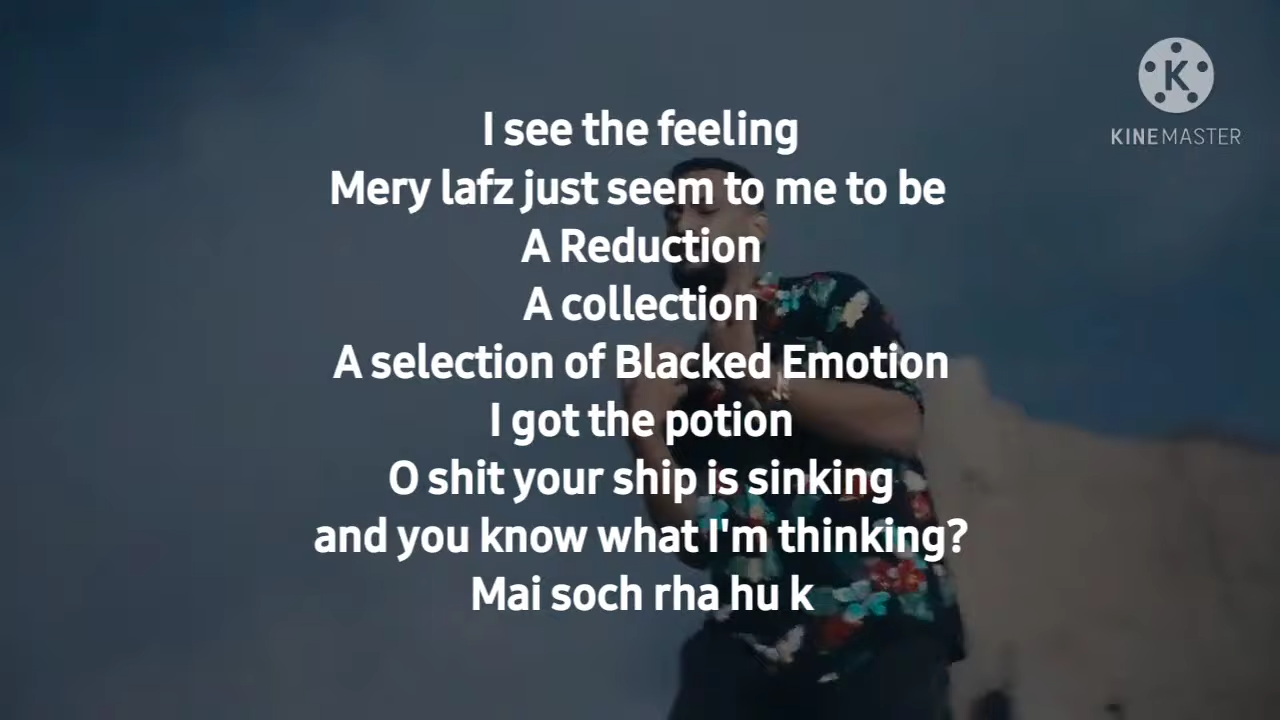 I see the feeling
Mery lafz just seem to me to be
A Reduction
A collection
A selection of Blacked Emotion
I got the potion
O shit your ship is sinking
and you know what I'm thinking?
Mai soch rha hu k
K
KINEMASTER